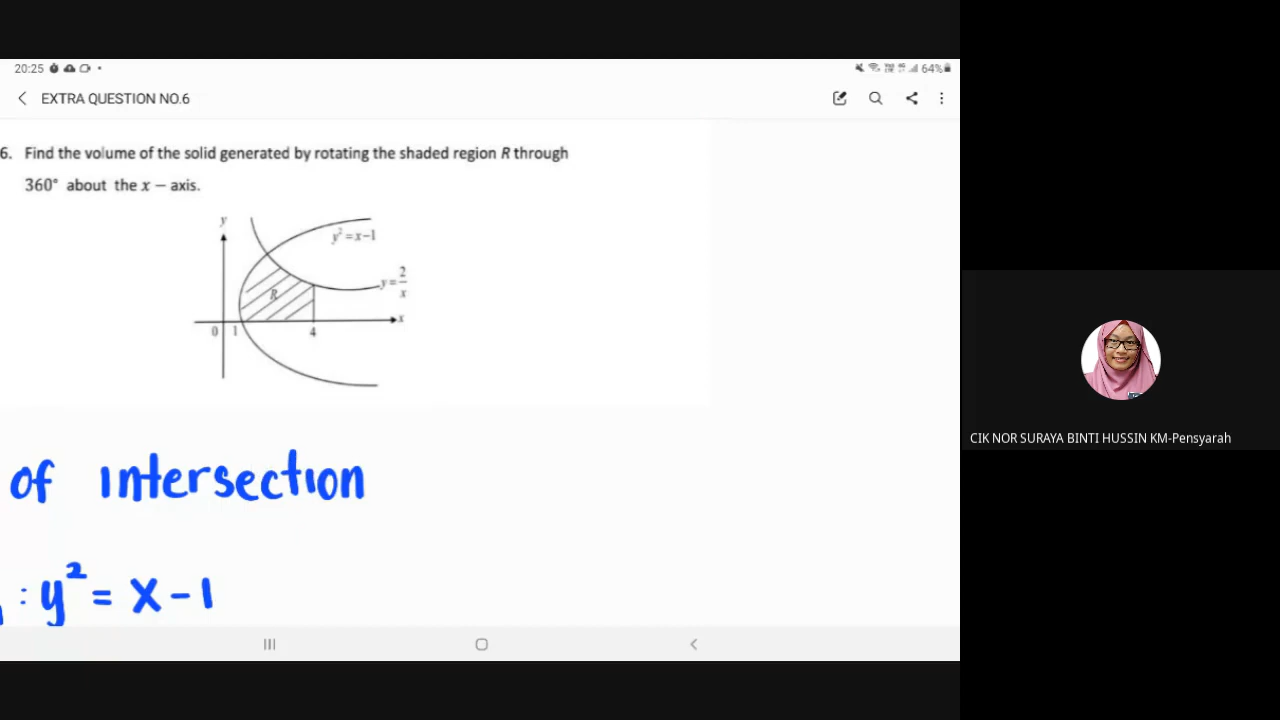 20:25
64%
EXTRA QUESTION NO.6
6. Find the volume of the solid generated by rotating the shaded region R through
360° about the x – axis.
y
y²=x−1
y=2/x
R
x
0 1 4
of intersection
: y² = x − 1
CIK NOR SURAYA BINTI HUSSIN KM-Pensyarah